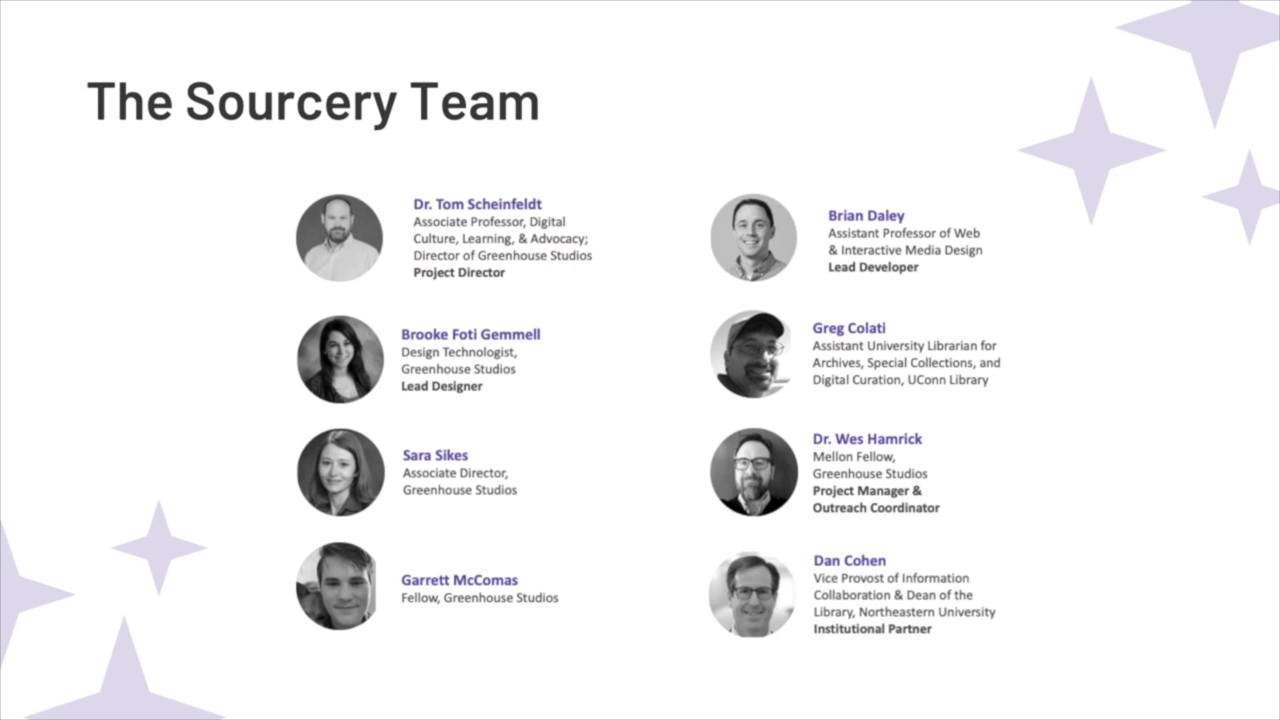 The Sourcery Team
Dr. Tom Scheinfeldt
Associate Professor, Digital
Culture, Learning, & Advocacy;
Director of Greenhouse Studios
Project Director
Brooke Foti Gemmell
Design Technologist,
Greenhouse Studios
Lead Designer
Sara Sikes
Associate Director,
Greenhouse Studios
Garrett McComas
Fellow, Greenhouse Studios
Brian Daley
Assistant Professor of Web
& Interactive Media Design
Lead Developer
Greg Colati
Assistant University Librarian for
Archives, Special Collections, and
Digital Curation, UConn Library
Dr. Wes Hamrick
Mellon Fellow,
Greenhouse Studios
Project Manager &
Outreach Coordinator
Dan Cohen
Vice Provost of Information
Collaboration & Dean of the
Library, Northeastern University
Institutional Partner